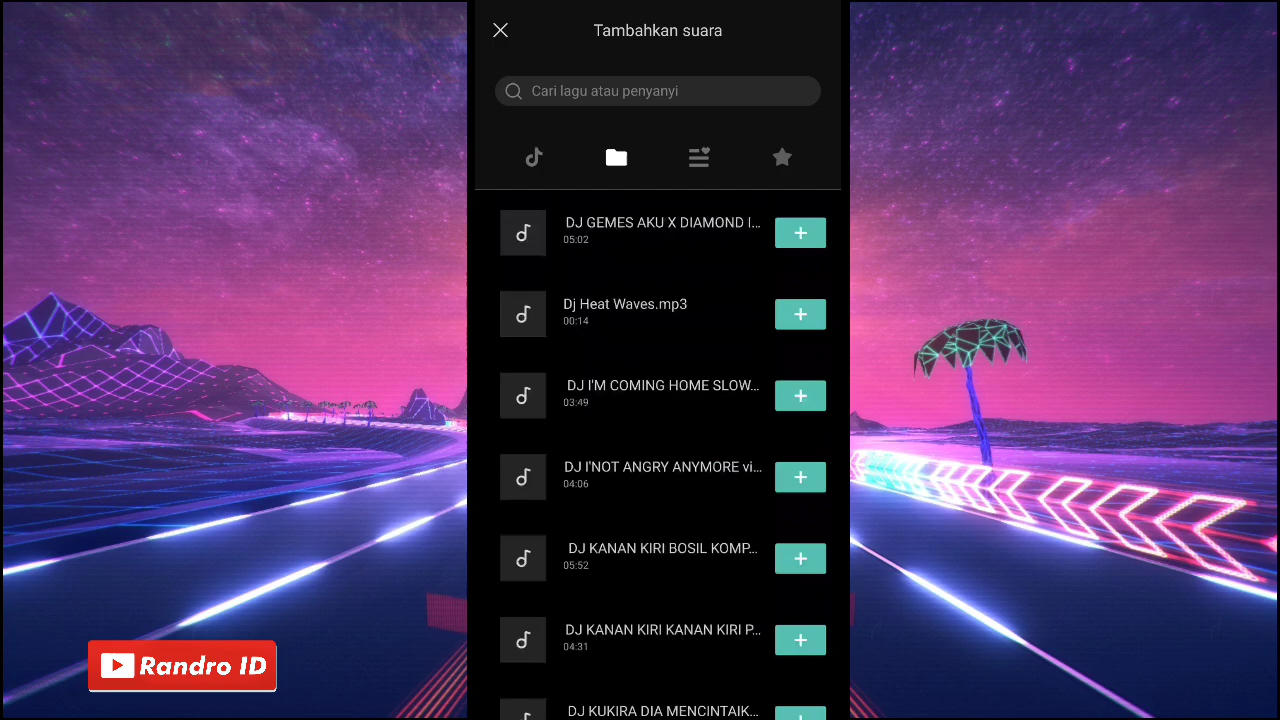 Tambahkan suara
Cari lagu atau penyanyi
DJ GEMES AKU X DIAMOND I...
05:02
Dj Heat Waves.mp3
00:14
DJ I'M COMING HOME SLOW...
03:49
DJ I'NOT ANGRY ANYMORE vi...
04:06
DJ KANAN KIRI BOSIL KOMP...
05:52
DJ KANAN KIRI KANAN KIRI P...
04:31
DJ KUKIRA DIA MENCINTAIK...
Randro ID